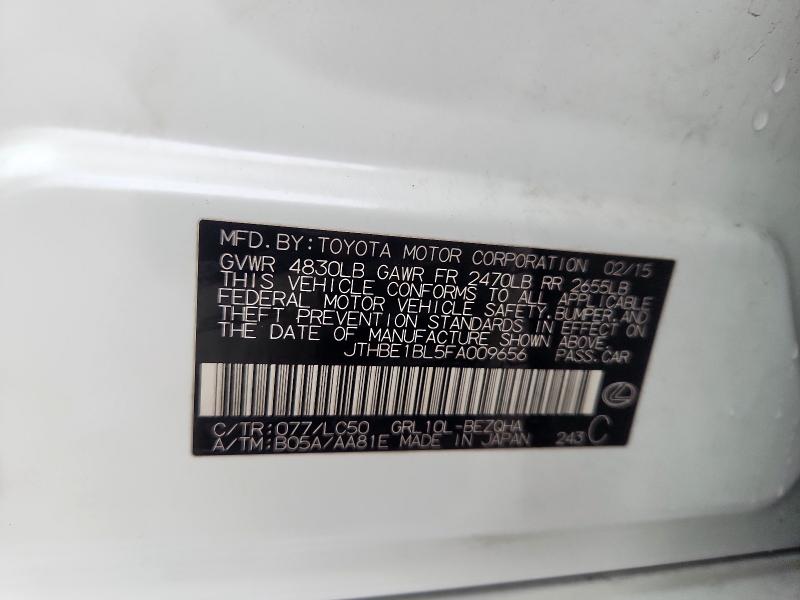 MFD. BY: TOYOTA MOTOR CORPORATION 02/15
GVWR 4830LB GAWR FR 2470LB RR 2655LB
THIS VEHICLE CONFORMS TO ALL APPLICABLE
FEDERAL MOTOR VEHICLE SAFETY, BUMPER, AND
THEFT PREVENTION STANDARDS IN EFFECT ON
THE DATE OF MANUFACTURE SHOWN ABOVE.
JTHBE1BL5FA009656 PASS.CAR
C/TR:077/LC50 GRL10L-BEZQHA
A/TM:B05A/AA81E MADE IN JAPAN 243 C